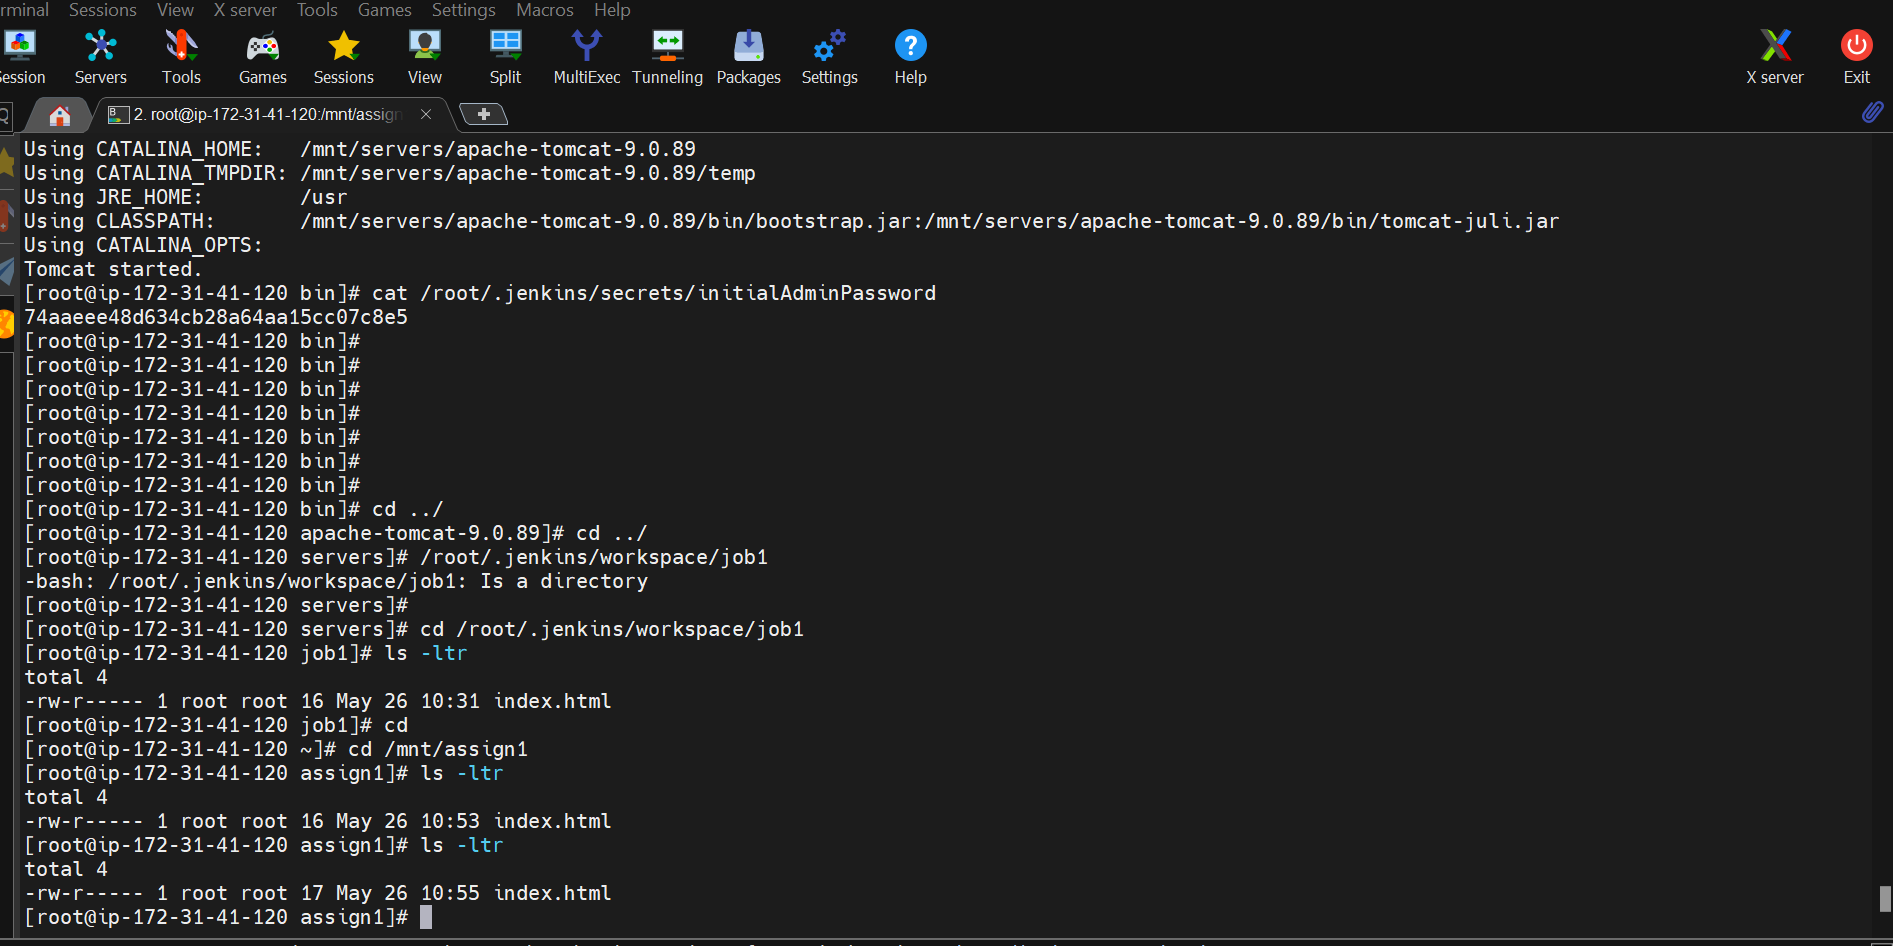 rminal Sessions View X server Tools Games Settings Macros Help
ession Servers Tools Games Sessions View Split MultiExec Tunneling Packages Settings Help X server Exit
2. root@ip-172-31-41-120:/mnt/assign
Using CATALINA_HOME:   /mnt/servers/apache-tomcat-9.0.89
Using CATALINA_TMPDIR: /mnt/servers/apache-tomcat-9.0.89/temp
Using JRE_HOME:        /usr
Using CLASSPATH:       /mnt/servers/apache-tomcat-9.0.89/bin/bootstrap.jar:/mnt/servers/apache-tomcat-9.0.89/bin/tomcat-juli.jar
Using CATALINA_OPTS:
Tomcat started.
[root@ip-172-31-41-120 bin]# cat /root/.jenkins/secrets/initialAdminPassword
74aaeee48d634cb28a64aa15cc07c8e5
[root@ip-172-31-41-120 bin]#
[root@ip-172-31-41-120 bin]#
[root@ip-172-31-41-120 bin]#
[root@ip-172-31-41-120 bin]#
[root@ip-172-31-41-120 bin]#
[root@ip-172-31-41-120 bin]#
[root@ip-172-31-41-120 bin]#
[root@ip-172-31-41-120 bin]# cd ../
[root@ip-172-31-41-120 apache-tomcat-9.0.89]# cd ../
[root@ip-172-31-41-120 servers]# /root/.jenkins/workspace/job1
-bash: /root/.jenkins/workspace/job1: Is a directory
[root@ip-172-31-41-120 servers]#
[root@ip-172-31-41-120 servers]# cd /root/.jenkins/workspace/job1
[root@ip-172-31-41-120 job1]# ls -ltr
total 4
-rw-r----- 1 root root 16 May 26 10:31 index.html
[root@ip-172-31-41-120 job1]# cd
[root@ip-172-31-41-120 ~]# cd /mnt/assign1
[root@ip-172-31-41-120 assign1]# ls -ltr
total 4
-rw-r----- 1 root root 16 May 26 10:53 index.html
[root@ip-172-31-41-120 assign1]# ls -ltr
total 4
-rw-r----- 1 root root 17 May 26 10:55 index.html
[root@ip-172-31-41-120 assign1]#